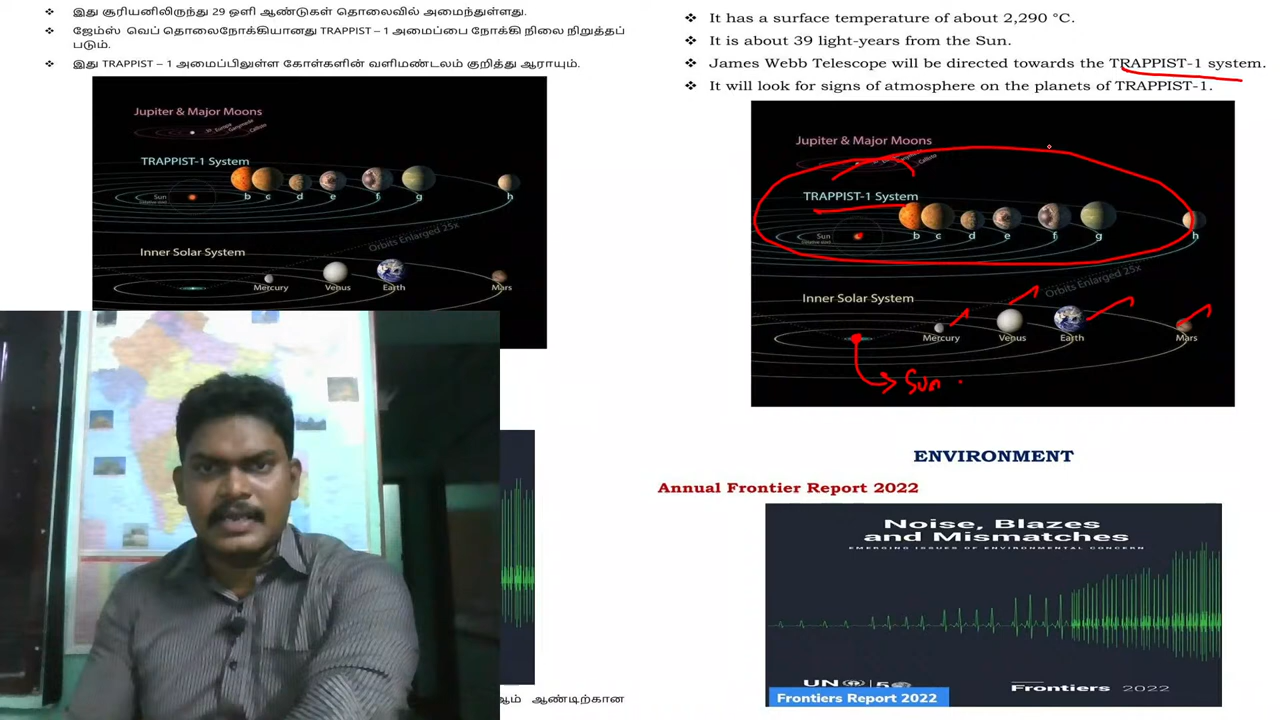 ❖ இது சூரியனிலிருந்து 29 ஒளி ஆண்டுகள் தொலைவில் அமைந்துள்ளது.
❖ ஜேம்ஸ் வெப் தொலைநோக்கியானது TRAPPIST – 1 அமைப்பை நோக்கி நிலை நிறுத்தப்
படும்.
❖ இது TRAPPIST – 1 அமைப்பிலுள்ள கோள்களின் வளிமண்டலம் குறித்து ஆராயும்.
Jupiter & Major Moons
Europa Ganymede Callisto
TRAPPIST-1 System
Sun
b c d e f g h
Orbits Enlarged 25x
Inner Solar System
Mercury Venus Earth Mars
ஆம் ஆண்டிற்கான
❖ It has a surface temperature of about 2,290 °C.
❖ It is about 39 light-years from the Sun.
❖ James Webb Telescope will be directed towards the TRAPPIST-1 system.
❖ It will look for signs of atmosphere on the planets of TRAPPIST-1.
Jupiter & Major Moons
Callisto
TRAPPIST-1 System
Sun
b c d e f g h
Orbits Enlarged 25x
Inner Solar System
Mercury Venus Earth Mars
Sun
ENVIRONMENT
Annual Frontier Report 2022
Noise, Blazes
and Mismatches
EMERGING ISSUES OF ENVIRONMENTAL CONCERN
UN
Frontiers 2022
Frontiers Report 2022